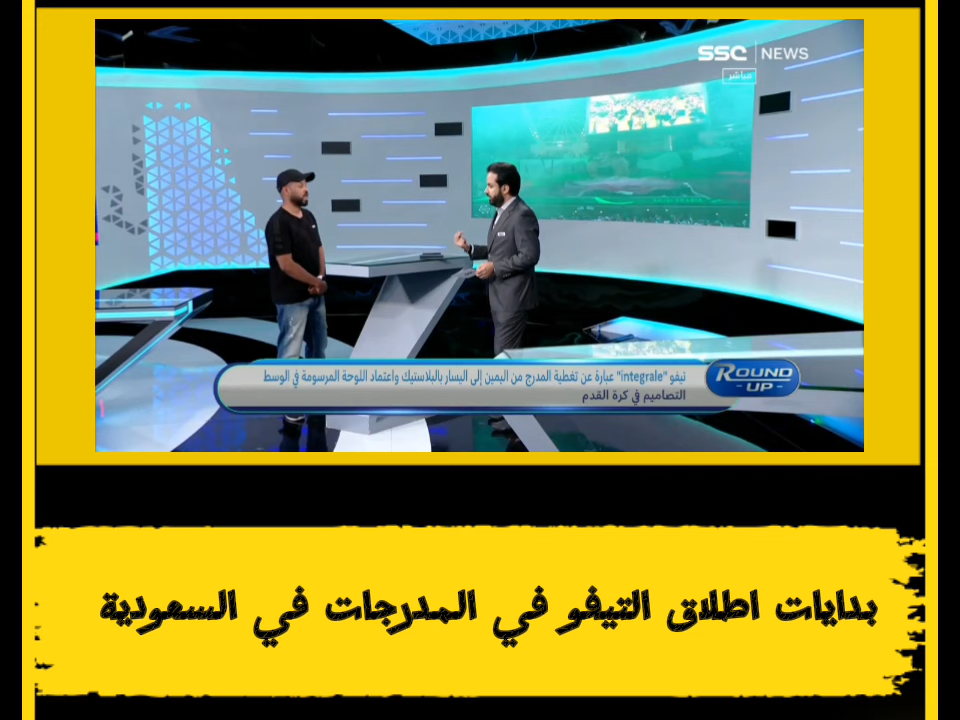 SSC NEWS
مباشر
تيفو "integrale" عبارة عن تغطية المدرج من اليمين إلى اليسار بالبلاستيك واعتماد اللوحة المرسومة في الوسط
التصاميم في كرة القدم
ROUND
-UP-
بدايات اطلاق التيفو في المدرجات في السعودية